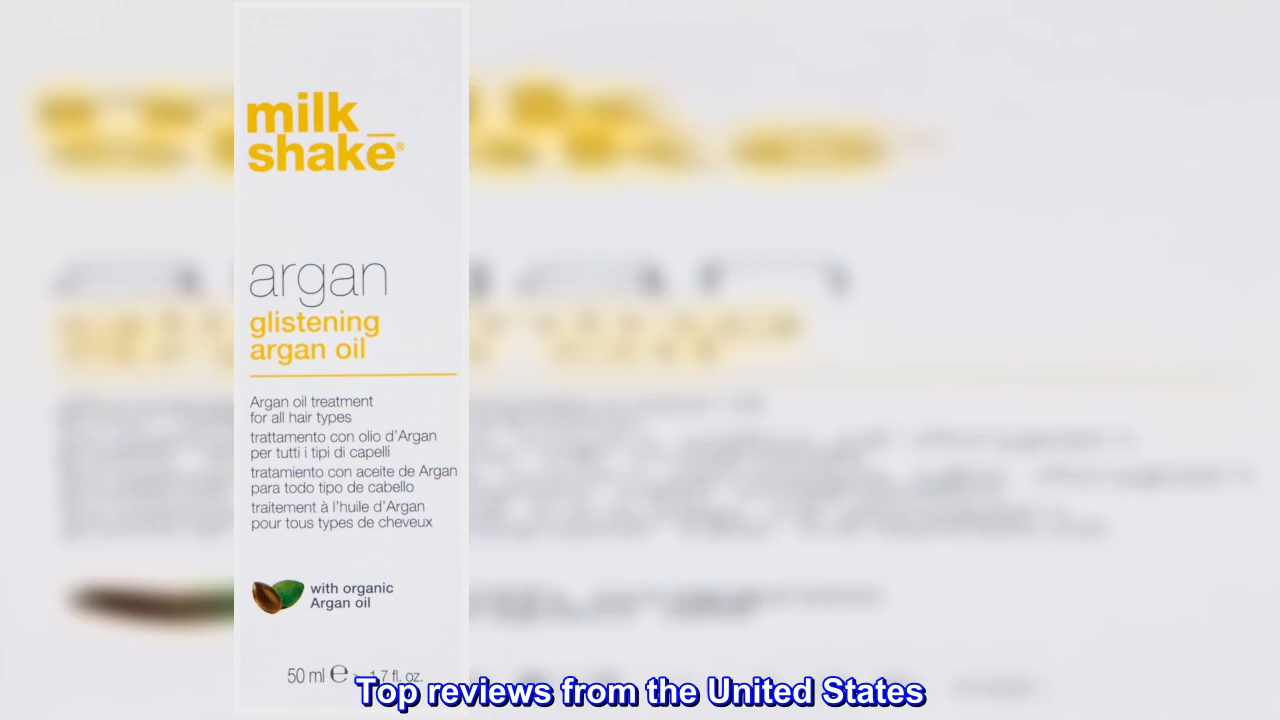 milk_
shake®
argan
glistening
argan oil
Argan oil treatment
for all hair types
trattamento con olio d'Argan
per tutti i tipi di capelli
tratamiento con aceite de Argan
para todo tipo de cabello
traitement à l'huile d'Argan
pour tous types de cheveux
with organic
Argan oil
50 ml ℮ 1.7 fl. oz.
Top reviews from the United States